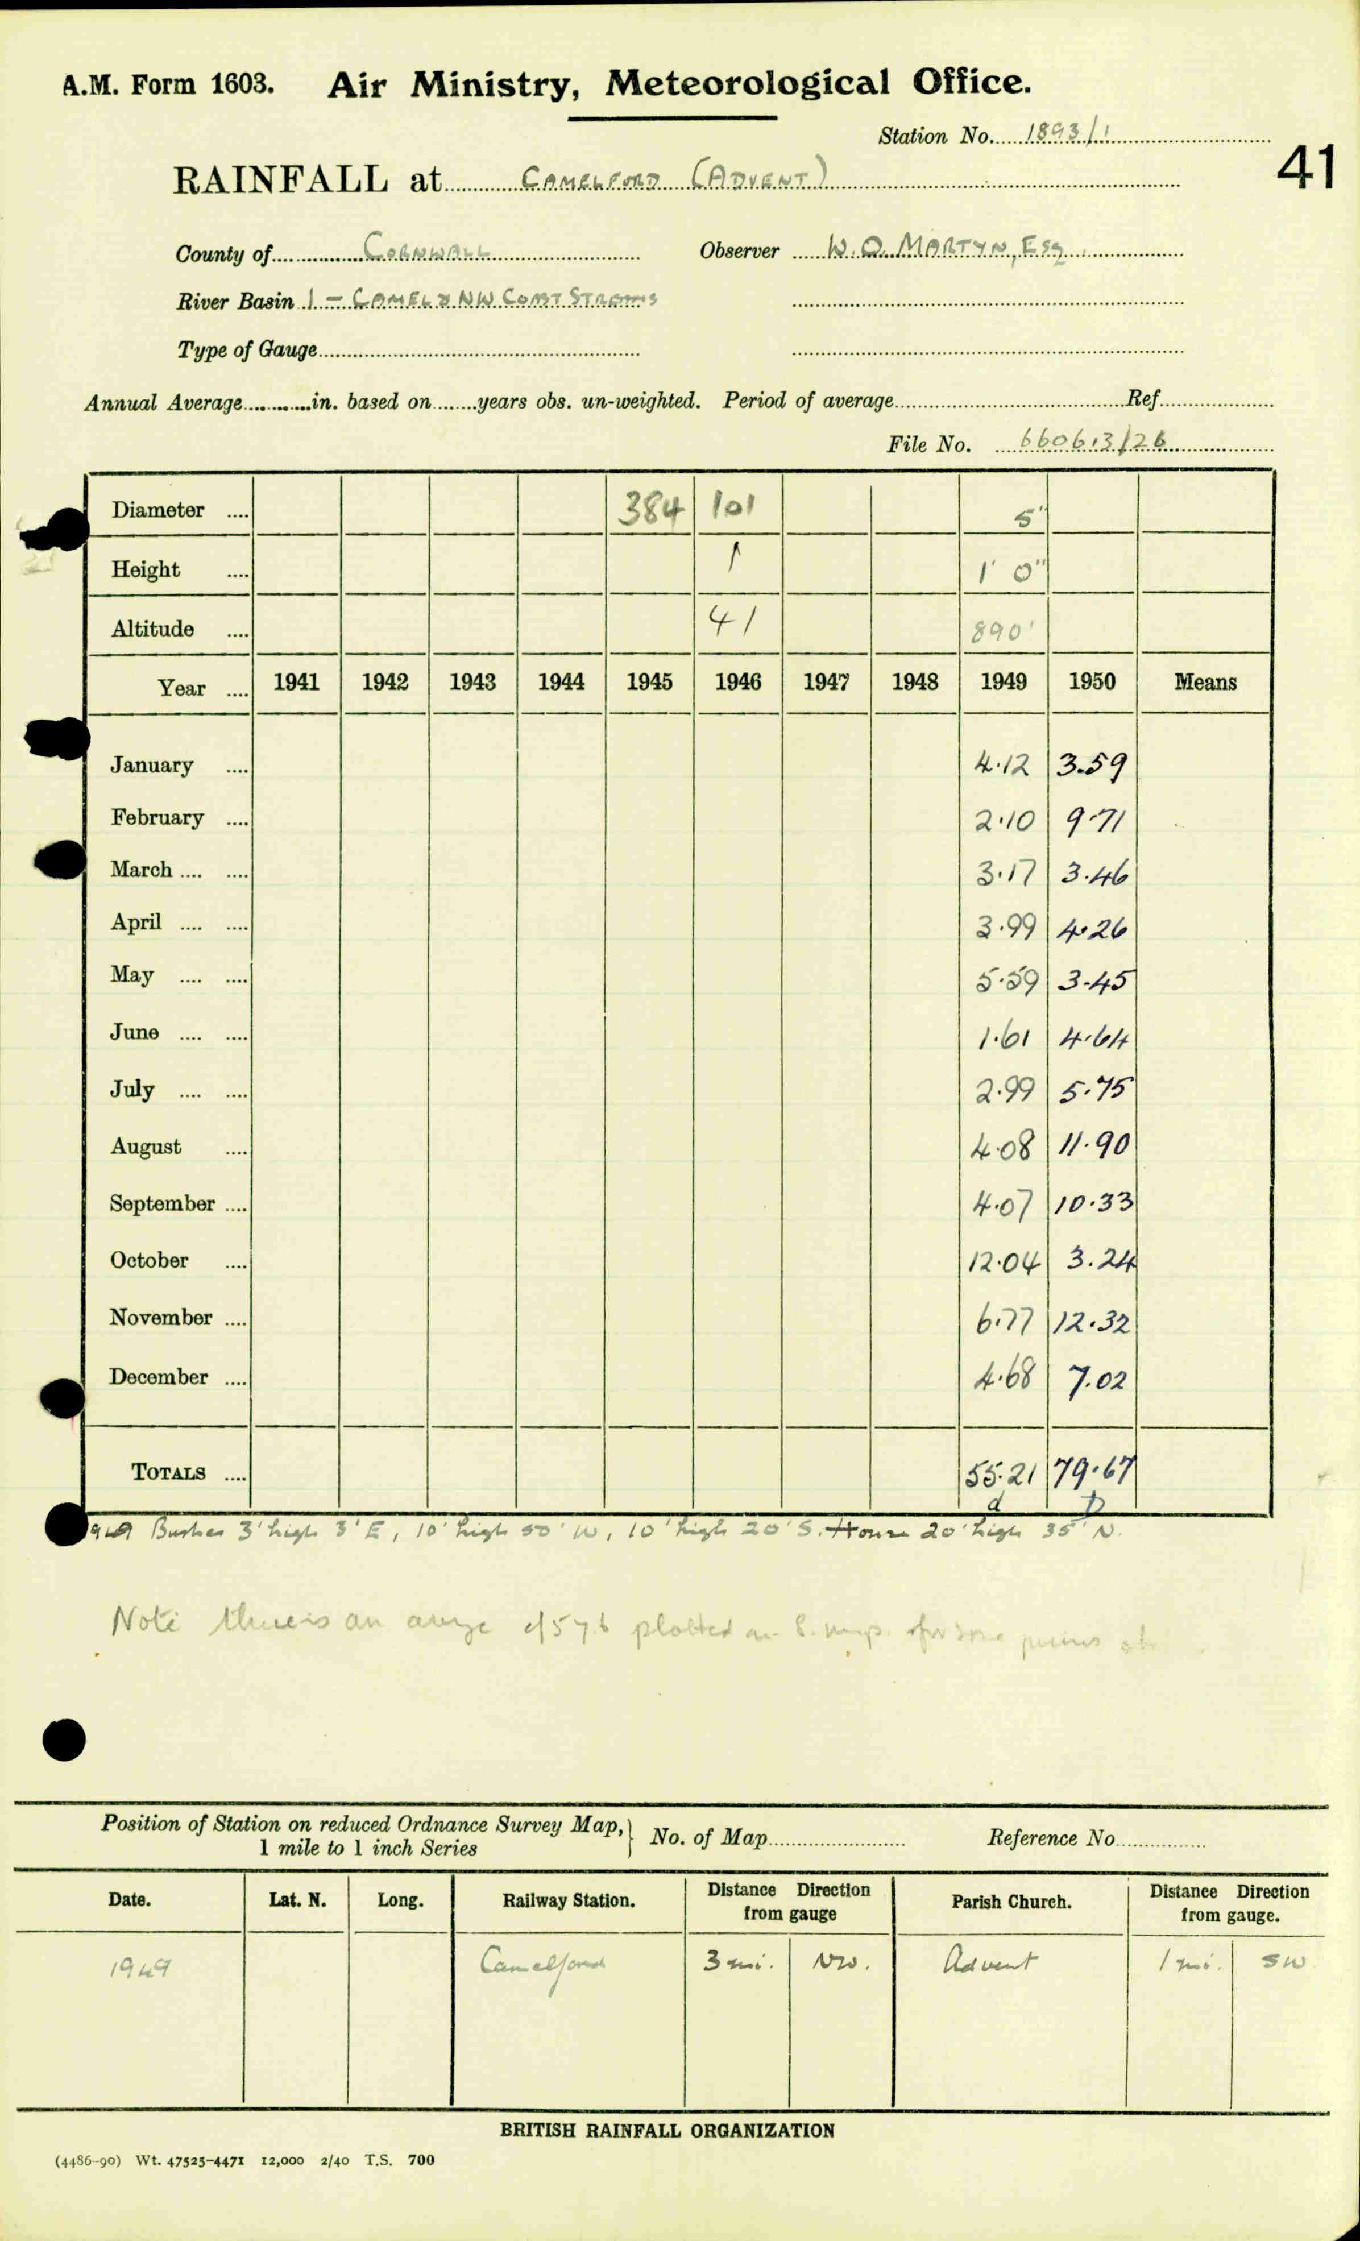 A.M. Form 1603. Air Ministry, Meteorological Office.
Station No. 1893/1
41
RAINFALL at CAMELFORD (ADVENT)
County of CORNWALL Observer W.O. MARTYN, ESQ.
River Basin 1 - CAMEL & NW COAST STREAMS
Type of Gauge
Annual Average in. based on years obs. un-weighted. Period of average Ref
File No. 660613/26
Diameter .... 384 101 5"
Height .... 1 1' 0"
Altitude .... 41 890'
Year .... 1941 1942 1943 1944 1945 1946 1947 1948 1949 1950 Means
January .... 4.12 3.59
February .... 2.10 9.71
March .... .... 3.17 3.46
April .... .... 3.99 4.26
May .... .... 5.59 3.45
June .... .... 1.61 4.64
July .... .... 2.99 5.75
August .... 4.08 11.90
September .... 4.07 10.33
October .... 12.04 3.24
November .... 6.77 12.32
December .... 4.68 7.02
TOTALS .... 55.21 79.67
d D
949 Bushes 3' high 3' E, 10' high 50' W, 10' high 20' S. House 20' high 35' N.
Note there is an avge of 57.6 plotted on 8. maps. for some
Position of Station on reduced Ordnance Survey Map,
1 mile to 1 inch Series
No. of Map Reference No
Date. Lat. N. Long. Railway Station. Distance Direction from gauge Parish Church. Distance Direction from gauge.
1949 Camelford 3 mi. NW. Advent 1 mi. SW
BRITISH RAINFALL ORGANIZATION
(4486-90) Wt. 47523-4471 12,000 2/40 T.S. 700